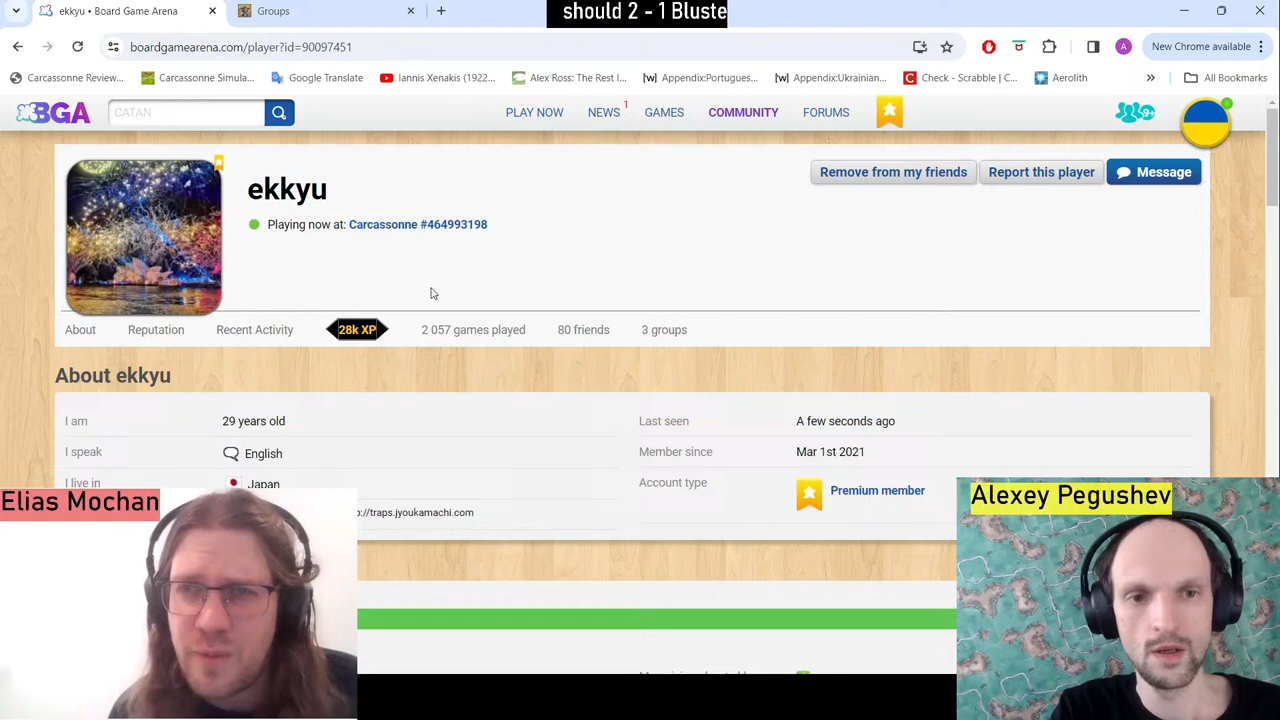 should 2 - 1 Bluste
ekkyu • Board Game Arena
Groups
boardgamearena.com/player?id=90097451
A
New Chrome available
Carcassonne Review...
Carcassonne Simula...
Google Translate
Iannis Xenakis (1922...
Alex Ross: The Rest I...
[w] Appendix:Portugues...
[w] Appendix:Ukrainian...
C Check - Scrabble | C...
Aerolith
All Bookmarks
BGA
CATAN
PLAY NOW
NEWS
1
GAMES
COMMUNITY
FORUMS
9+
ekkyu
Playing now at: Carcassonne #464993198
Remove from my friends
Report this player
Message
About
Reputation
Recent Activity
28k XP
2 057 games played
80 friends
3 groups
About ekkyu
I am
29 years old
Last seen
A few seconds ago
I speak
English
Member since
Mar 1st 2021
I live in
Japan
Account type
Premium member
Elias Mochan
Alexey Pegushev
p://traps.jyoukamachi.com